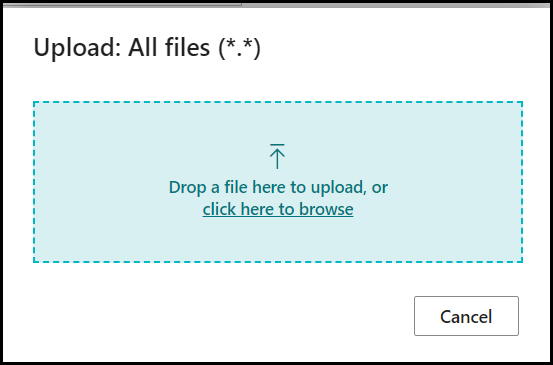 Upload: All files (*.*)
Drop a file here to upload, or
click here to browse
Cancel